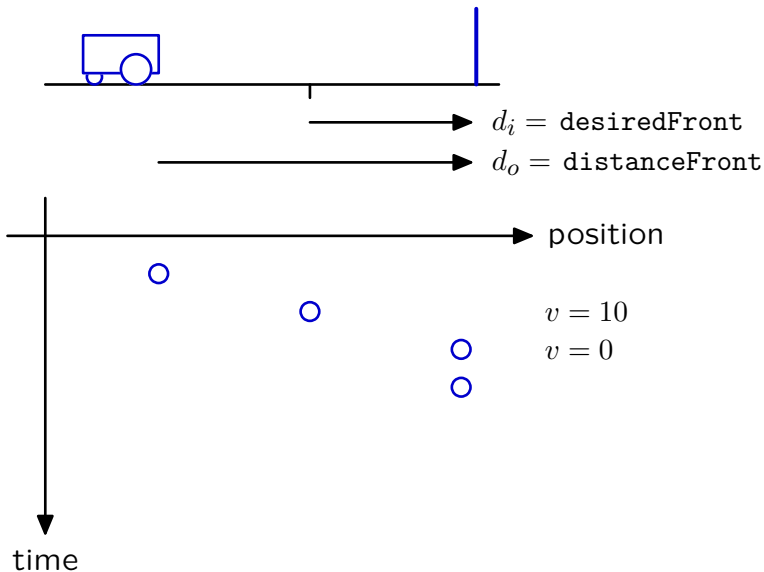 d_i = desiredFront
d_o = distanceFront
position
v = 10
v = 0
time